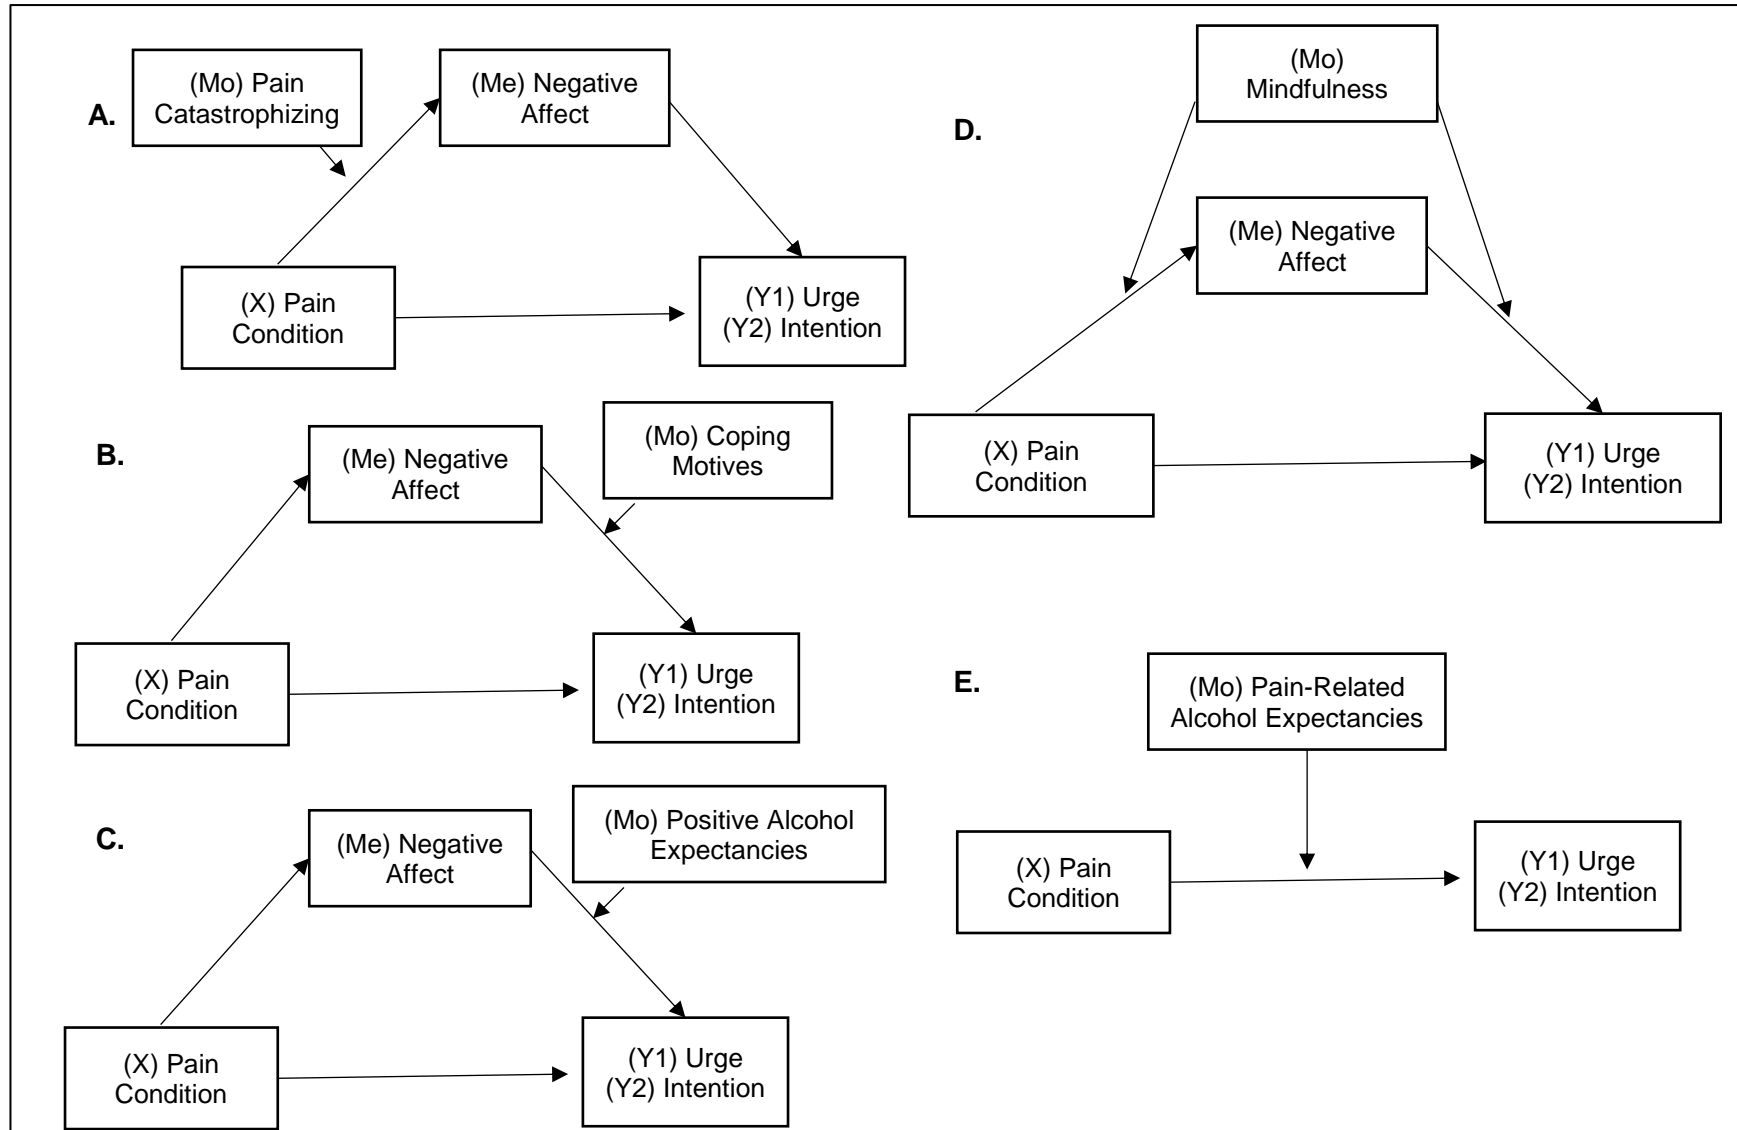 A.
(Mo) Pain
Catastrophizing
(Me) Negative
Affect
(X) Pain
Condition
(Y1) Urge
(Y2) Intention
B.
(Me) Negative
Affect
(Mo) Coping
Motives
(X) Pain
Condition
(Y1) Urge
(Y2) Intention
C.
(Me) Negative
Affect
(Mo) Positive Alcohol
Expectancies
(X) Pain
Condition
(Y1) Urge
(Y2) Intention
D.
(Mo)
Mindfulness
(Me) Negative
Affect
(X) Pain
Condition
(Y1) Urge
(Y2) Intention
E.
(Mo) Pain-Related
Alcohol Expectancies
(X) Pain
Condition
(Y1) Urge
(Y2) Intention